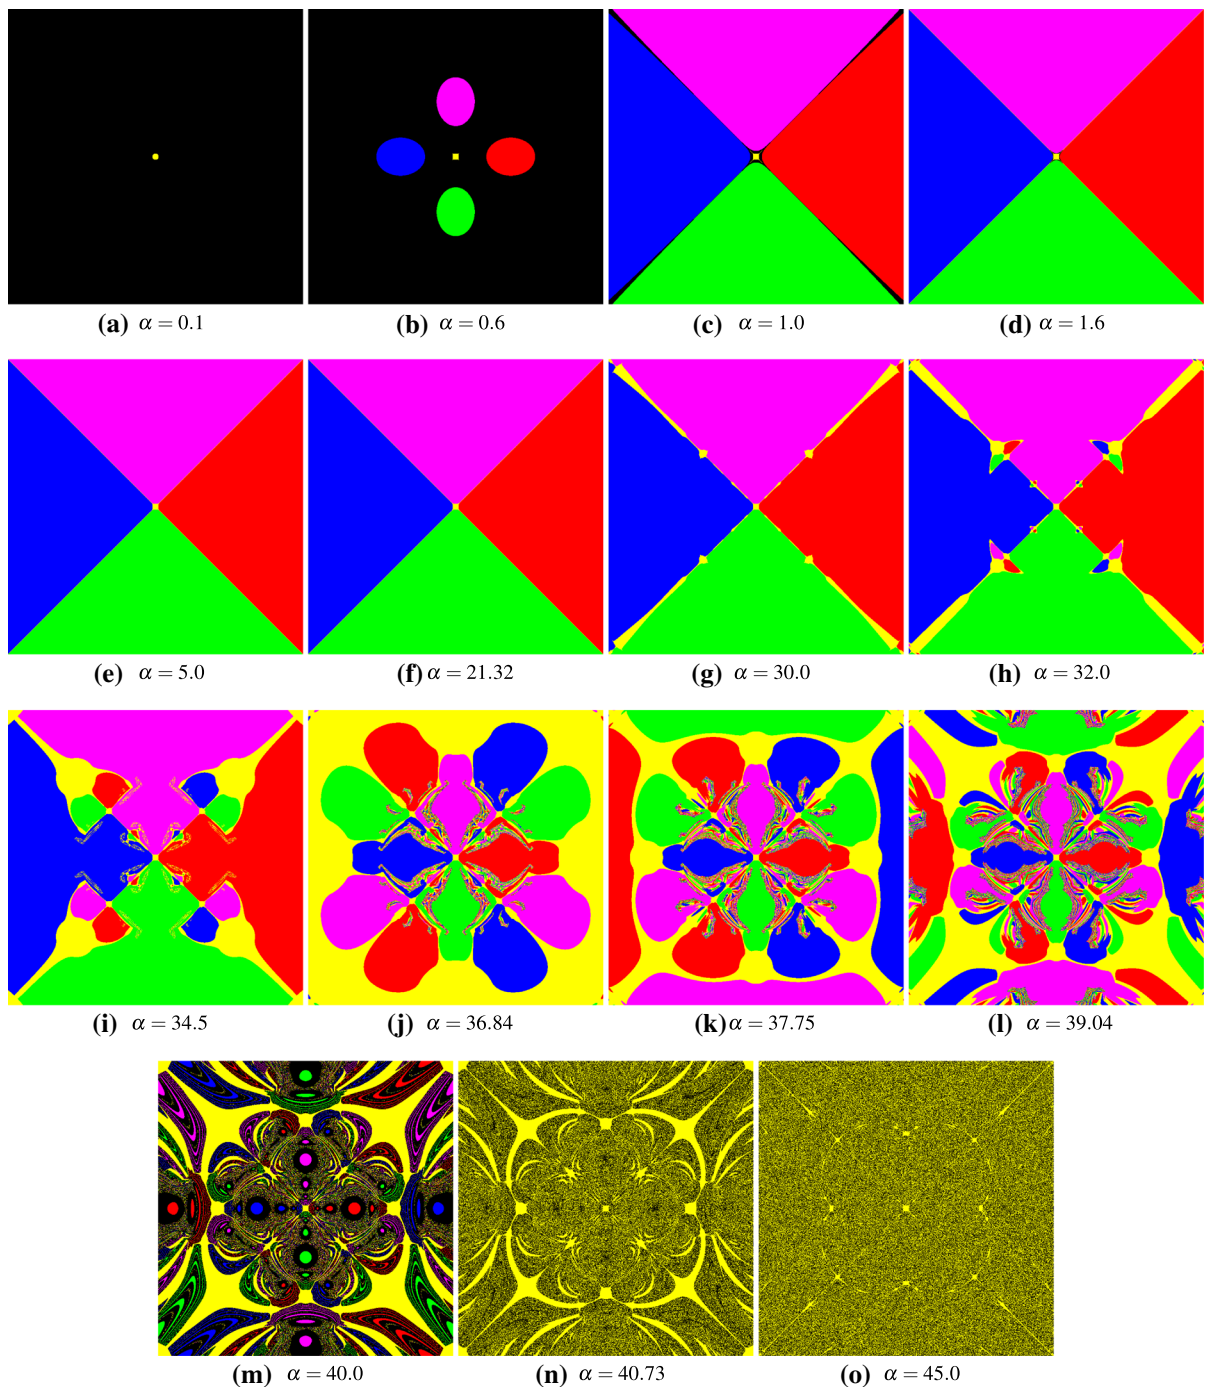 (a) α = 0.1
(b) α = 0.6
(c) α = 1.0
(d) α = 1.6
(e) α = 5.0
(f) α = 21.32
(g) α = 30.0
(h) α = 32.0
(i) α = 34.5
(j) α = 36.84
(k) α = 37.75
(l) α = 39.04
(m) α = 40.0
(n) α = 40.73
(o) α = 45.0